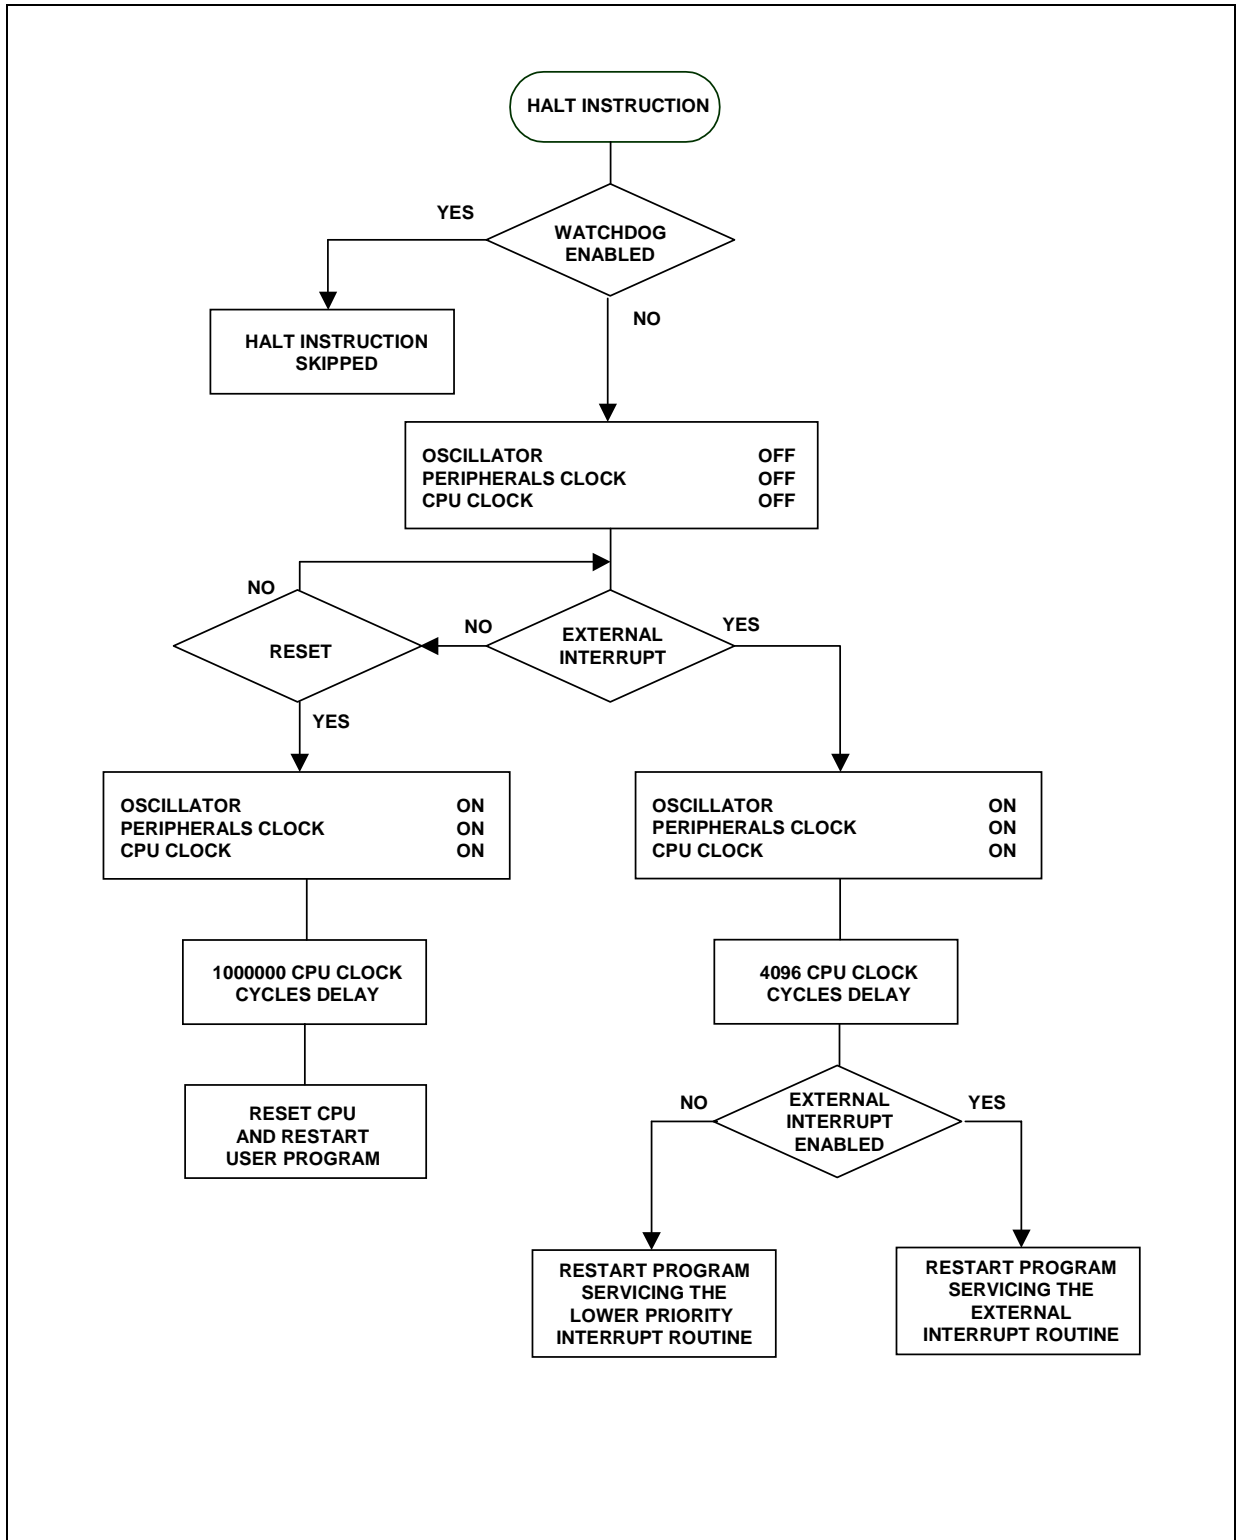 HALT INSTRUCTION
YES
WATCHDOG
ENABLED
NO
HALT INSTRUCTION
SKIPPED
OSCILLATOR OFF
PERIPHERALS CLOCK OFF
CPU CLOCK OFF
NO
RESET
NO
EXTERNAL
INTERRUPT
YES
YES
OSCILLATOR ON
PERIPHERALS CLOCK ON
CPU CLOCK ON
OSCILLATOR ON
PERIPHERALS CLOCK ON
CPU CLOCK ON
1000000 CPU CLOCK
CYCLES DELAY
4096 CPU CLOCK
CYCLES DELAY
RESET CPU
AND RESTART
USER PROGRAM
NO
EXTERNAL
INTERRUPT
ENABLED
YES
RESTART PROGRAM
SERVICING THE
LOWER PRIORITY
INTERRUPT ROUTINE
RESTART PROGRAM
SERVICING THE
EXTERNAL
INTERRUPT ROUTINE